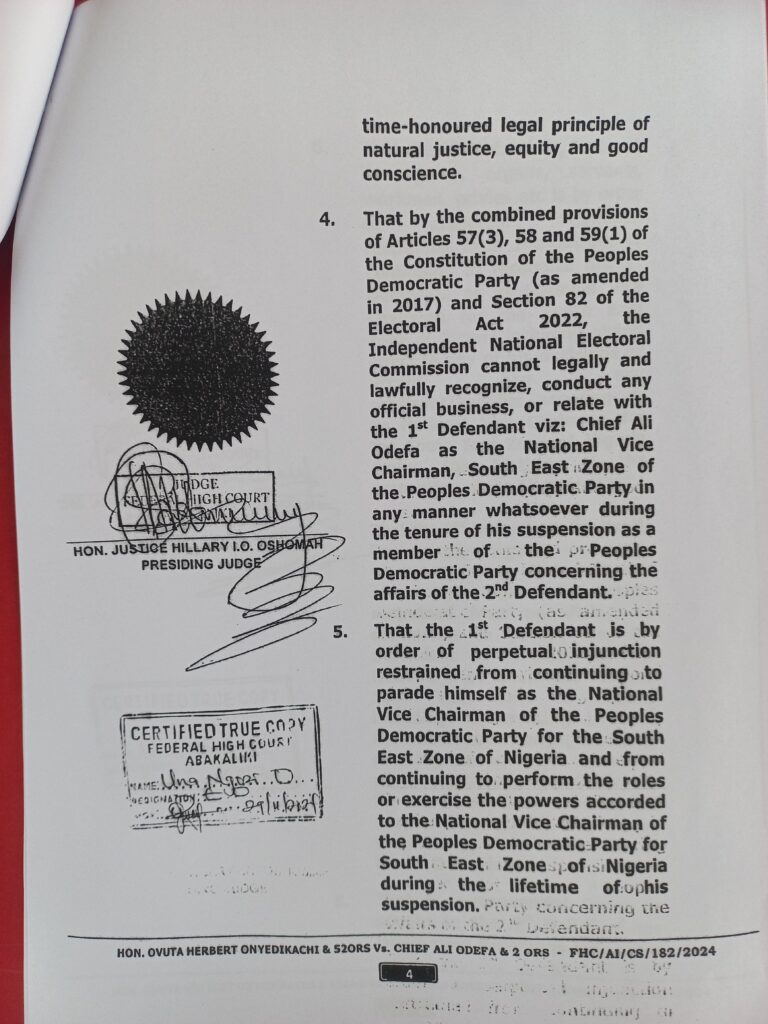 time-honoured legal principle of
natural justice, equity and good
conscience.
4. That by the combined provisions
of Articles 57(3), 58 and 59(1) of
the Constitution of the Peoples
Democratic Party (as amended
in 2017) and Section 82 of the
Electoral Act 2022, the
Independent National Electoral
Commission cannot legally and
lawfully recognize, conduct any
official business, or relate with
the 1st Defendant viz: Chief Ali
Odefa as the National Vice
Chairman, South East Zone of
the Peoples Democratic Party in
any manner whatsoever during
the tenure of his suspension as a
member of the Peoples
Democratic Party concerning the
affairs of the 2nd Defendant.
5. That the 1st Defendant is by
order of perpetual injunction
restrained from continuing to
parade himself as the National
Vice Chairman of the Peoples
Democratic Party for the South
East Zone of Nigeria and from
continuing to perform the roles
or exercise the powers accorded
to the National Vice Chairman of
the Peoples Democratic Party for
South East Zone of Nigeria
during the lifetime of his
suspension.
JUDGE
FEDERAL HIGH COURT
HON. JUSTICE HILLARY I.O. OSHOMAH
PRESIDING JUDGE
CERTIFIED TRUE COPY
FEDERAL HIGH COURT
ABAKALIKI
NAME:
DESIGNATION:
HON. OVUTA HERBERT ONYEDIKACHI & 52ORS Vs. CHIEF ALI ODEFA & 2 ORS - FHC/AI/CS/182/2024
4